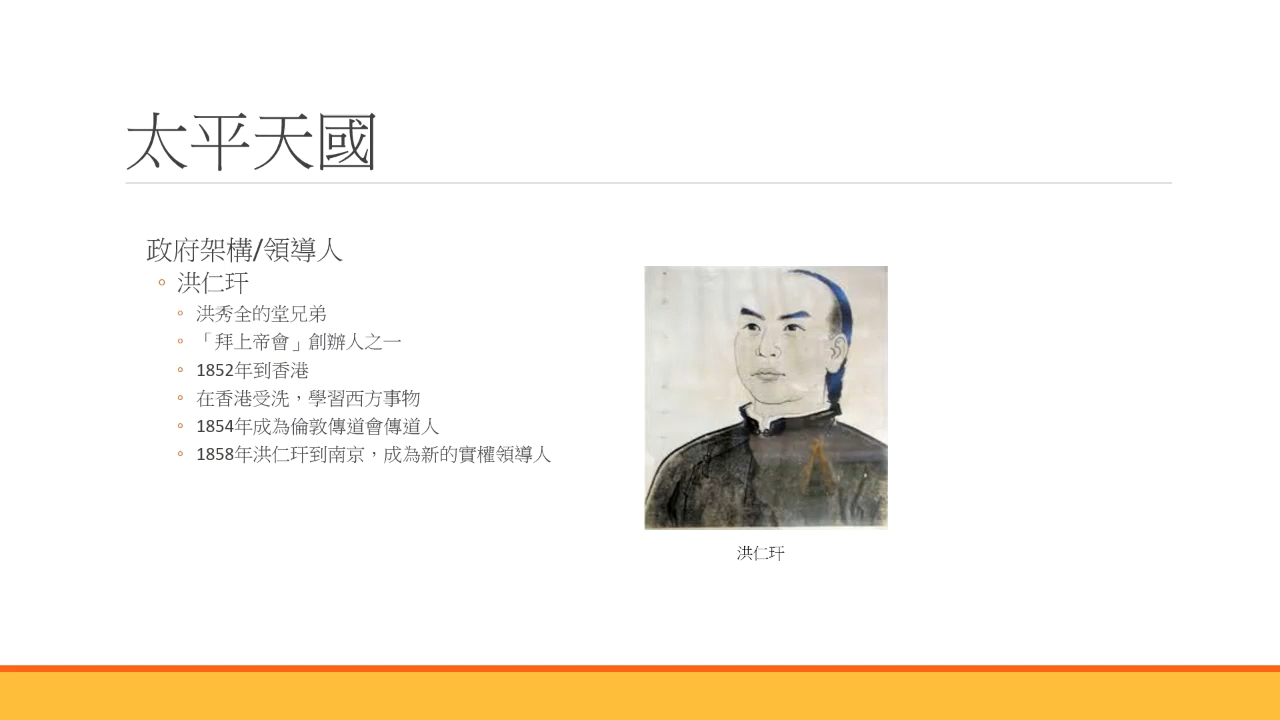 太平天國
政府架構/領導人
洪仁玕
洪秀全的堂兄弟
「拜上帝會」創辦人之一
1852年到香港
在香港受洗，學習西方事物
1854年成為倫敦傳道會傳道人
1858年洪仁玕到南京，成為新的實權領導人
洪仁玕